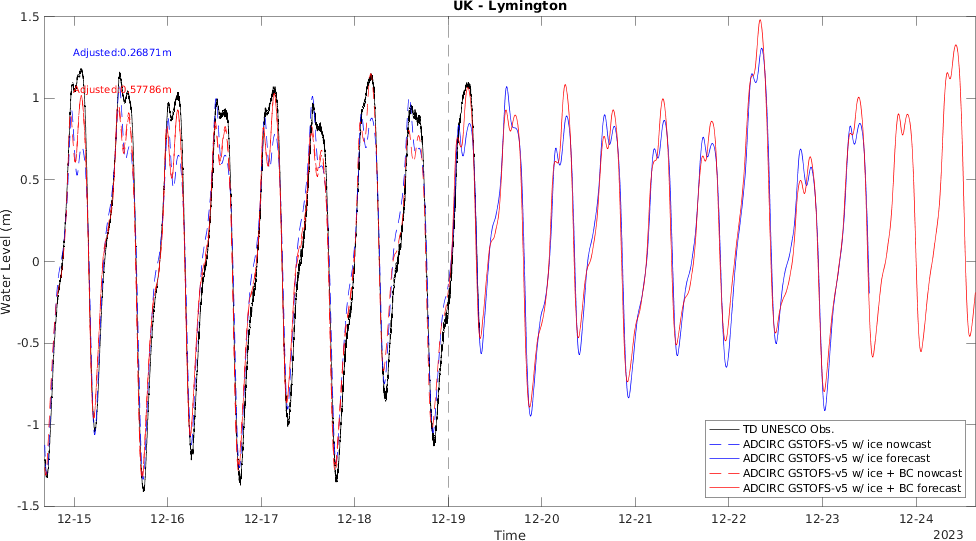 UK - Lymington
1.5
1
0.5
0
-0.5
-1
-1.5
Water Level (m)
Adjusted:0.26871m
Adjusted:0.57786m
TD UNESCO Obs.
ADCIRC GSTOFS-v5 w/ ice nowcast
ADCIRC GSTOFS-v5 w/ ice forecast
ADCIRC GSTOFS-v5 w/ ice + BC nowcast
ADCIRC GSTOFS-v5 w/ ice + BC forecast
12-15 12-16 12-17 12-18 12-19 12-20 12-21 12-22 12-23 12-24
Time
2023